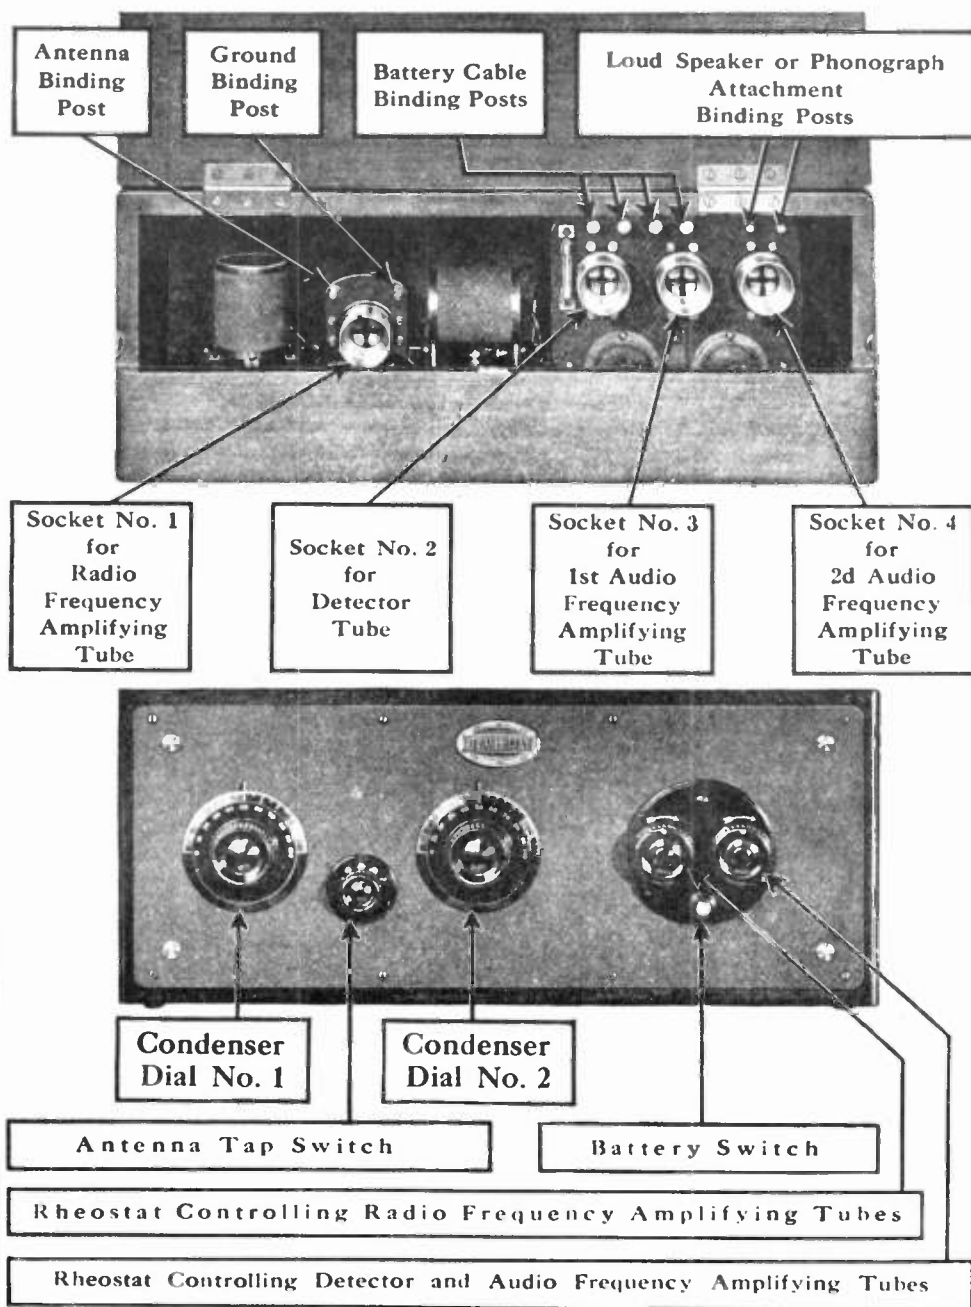 Antenna
Binding
Post
Ground
Binding
Post
Battery Cable
Binding Posts
Loud Speaker or Phonograph
Attachment
Binding Posts
Socket No. 1
for
Radio
Frequency
Amplifying
Tube
Socket No. 2
for
Detector
Tube
Socket No. 3
for
1st Audio
Frequency
Amplifying
Tube
Socket No. 4
for
2d Audio
Frequency
Amplifying
Tube
Condenser
Dial No. 1
Condenser
Dial No. 2
Antenna Tap Switch
Battery Switch
Rheostat Controlling Radio Frequency Amplifying Tubes
Rheostat Controlling Detector and Audio Frequency Amplifying Tubes